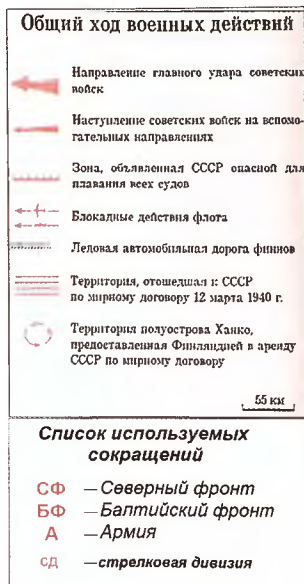 Общий ход военных действий
Направление главного удара советских
войск
Наступление советских войск на вспомо-
гательных направлениях
Зона, объявленная СССР опасной для
плавания всех судов
Блокадные действия флота
Ледовая автомобильная дорога финнов
Территория, отошедшая к СССР
по мирному договору 12 марта 1940 г.
Территория полуострова Ханко,
предоставленная Финляндией в аренду
СССР по мирному договору
55 км
Список используемых
сокращений
СФ —Северный фронт
БФ —Балтийский фронт
А —Армия
сд —стрелковая дивизия